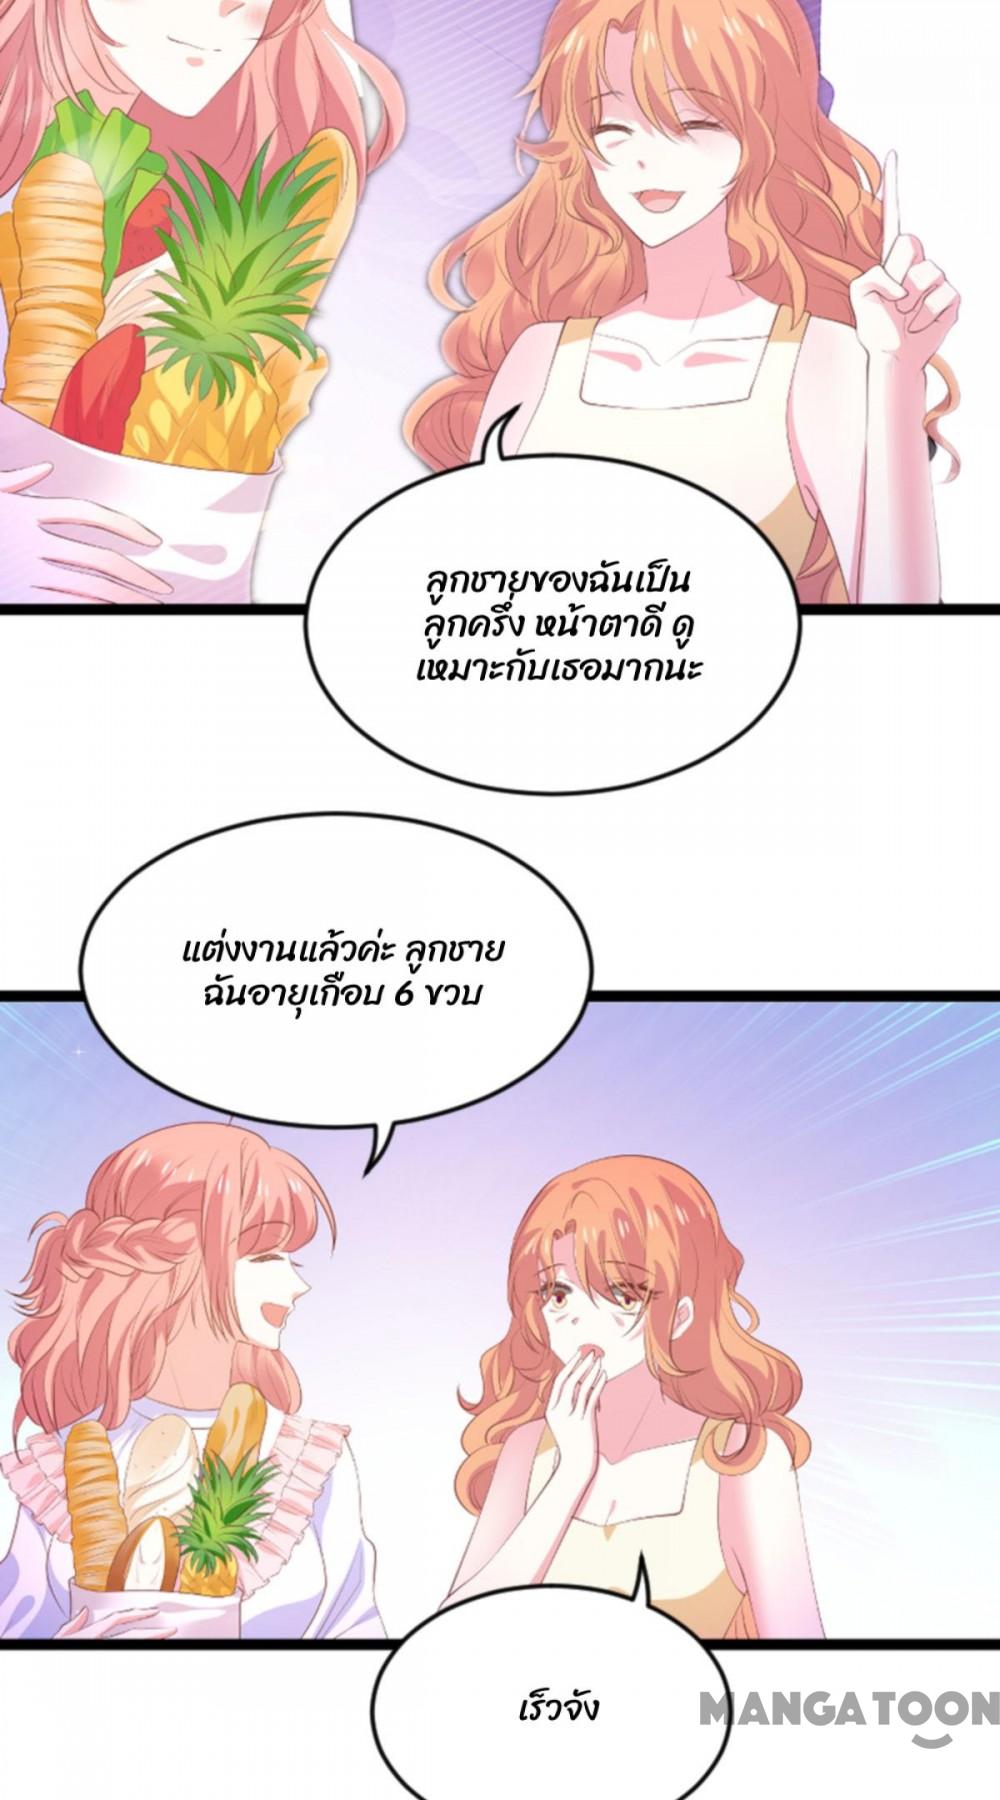 ลูกชายของฉันเป็น
ลูกครึ่ง หน้าตาดี ดู
เหมาะกับเธอมากนะ
แต่งงานแล้วค่ะ ลูกชาย
ฉันอายุเกือบ 6 ขวบ
เร็วจัง
MANGATOON